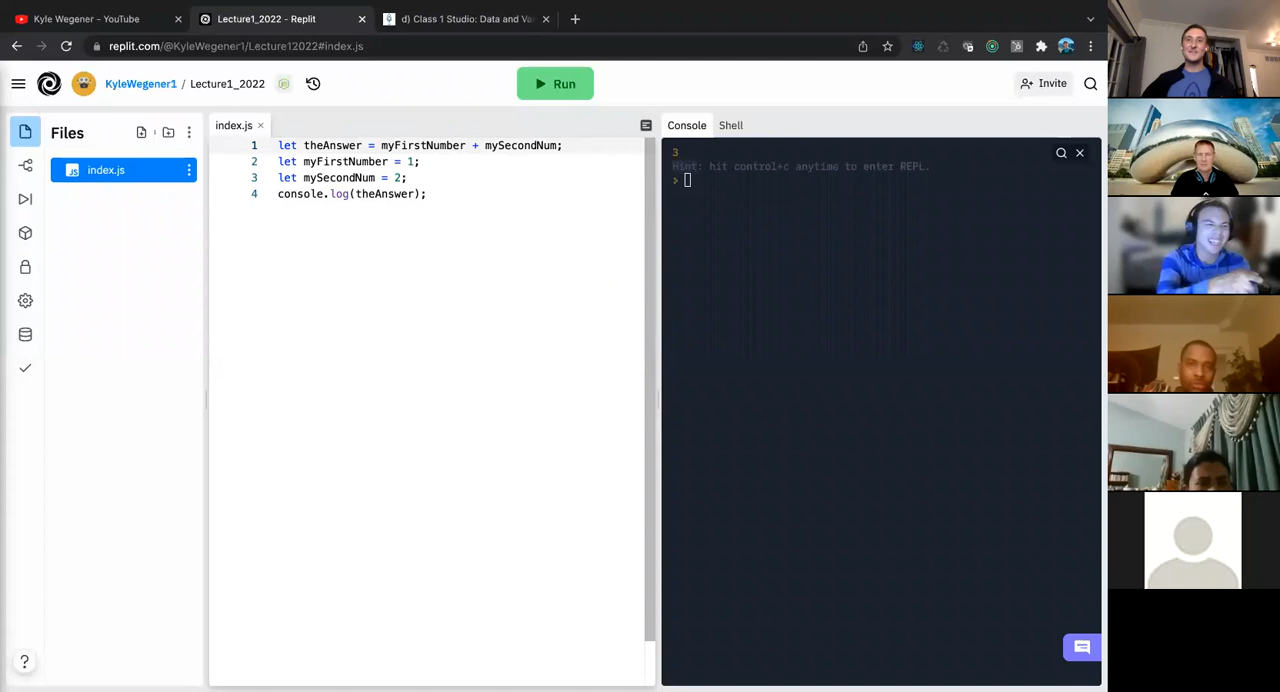 Kyle Wegener - YouTube
Lecture1_2022 - Replit
d) Class 1 Studio: Data and Va
replit.com/@KyleWegener1/Lecture12022#index.js
KyleWegener1 / Lecture1_2022
Run
Invite
Files
index.js
index.js
1 let theAnswer = myFirstNumber + mySecondNum;
2 let myFirstNumber = 1;
3 let mySecondNum = 2;
4 console.log(theAnswer);
Console
Shell
3
Hint: hit control+c anytime to enter REPL.
>
?